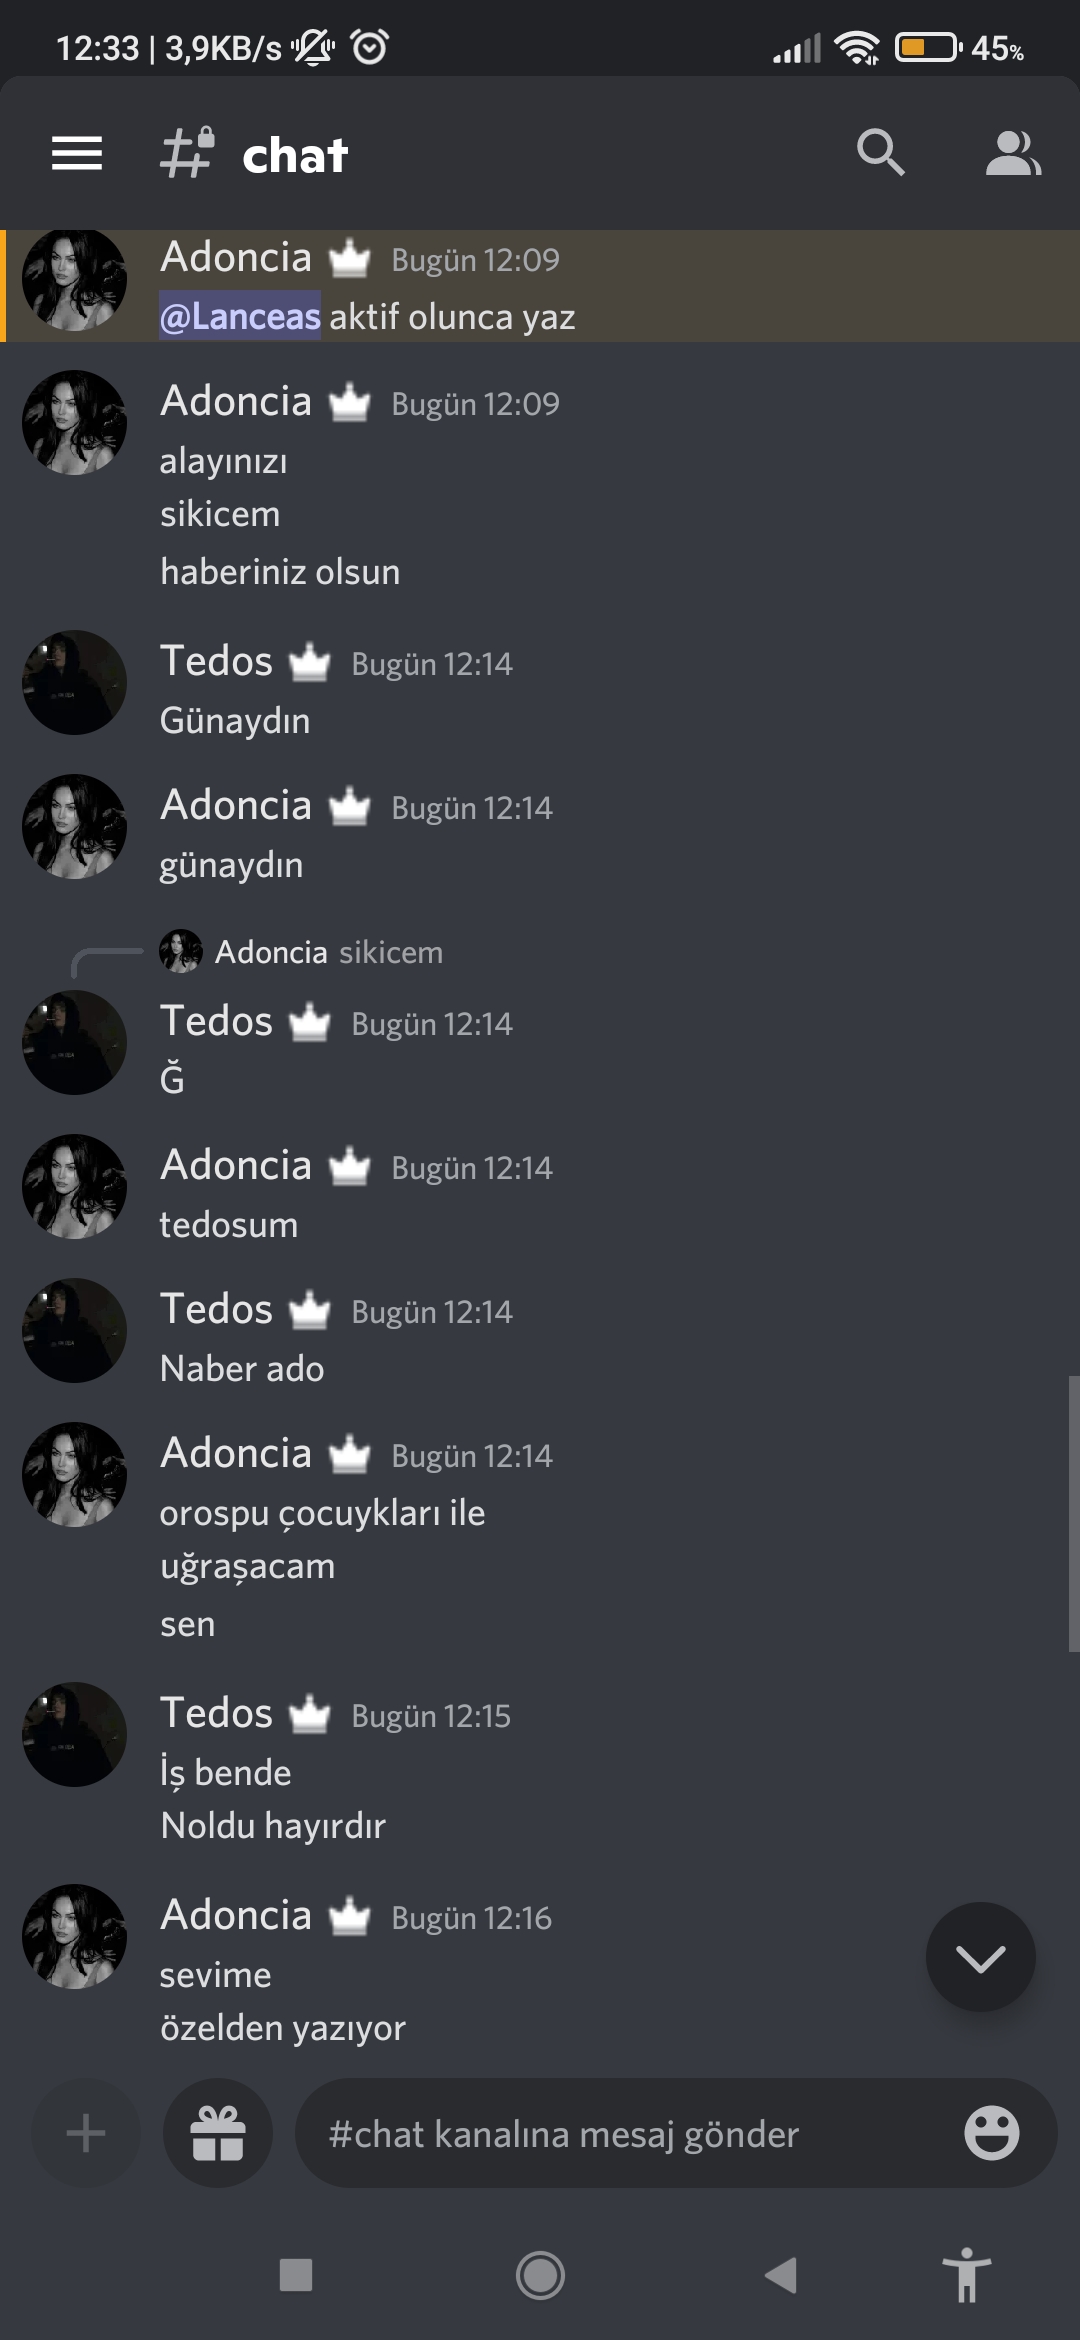 12:33 | 3,9KB/s
45%
chat
Adoncia Bugün 12:09
@Lanceas aktif olunca yaz
Adoncia Bugün 12:09
alayınızı
sikicem
haberiniz olsun
Tedos Bugün 12:14
Günaydın
Adoncia Bugün 12:14
günaydın
Adoncia sikicem
Tedos Bugün 12:14
Ğ
Adoncia Bugün 12:14
tedosum
Tedos Bugün 12:14
Naber ado
Adoncia Bugün 12:14
orospu çocuykları ile
uğraşacam
sen
Tedos Bugün 12:15
İş bende
Noldu hayırdır
Adoncia Bugün 12:16
sevime
özelden yazıyor
#chat kanalına mesaj gönder